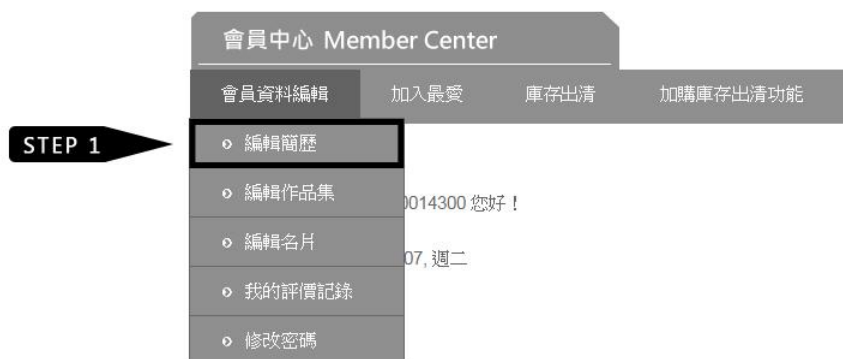 會員中心 Member Center
會員資料編輯 加入最愛 庫存出清 加購庫存出清功能
STEP 1
編輯簡歷
編輯作品集
0014300 您好！
編輯名片
07, 週二
我的評價記錄
修改密碼